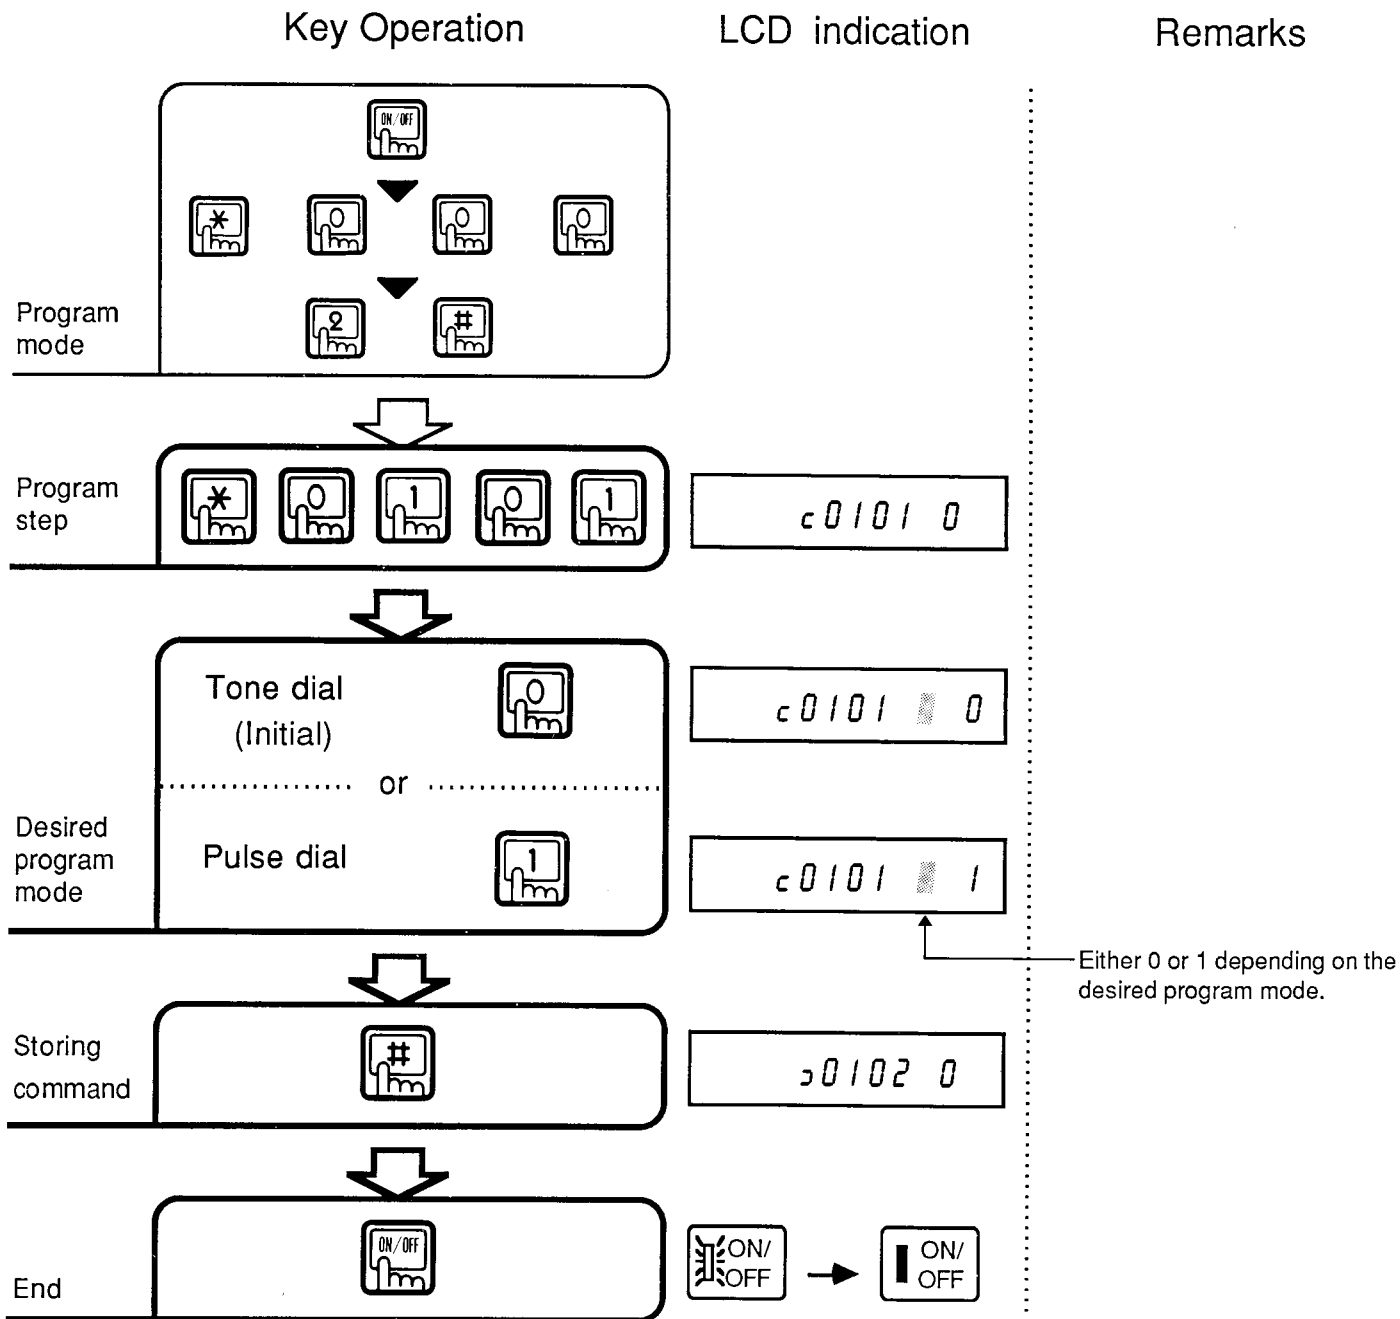 Key Operation LCD indication Remarks
ON/OFF
* 0 0 0
2 #
Program
mode
Program
step
* 0 1 0 1
c0101 0
Tone dial
(Initial)
0
c0101 0
or
Desired
program
mode
Pulse dial
1
c0101 1
Either 0 or 1 depending on the
desired program mode.
Storing
command
#
ɔ0102 0
End
ON/OFF
ON/
OFF
ON/
OFF